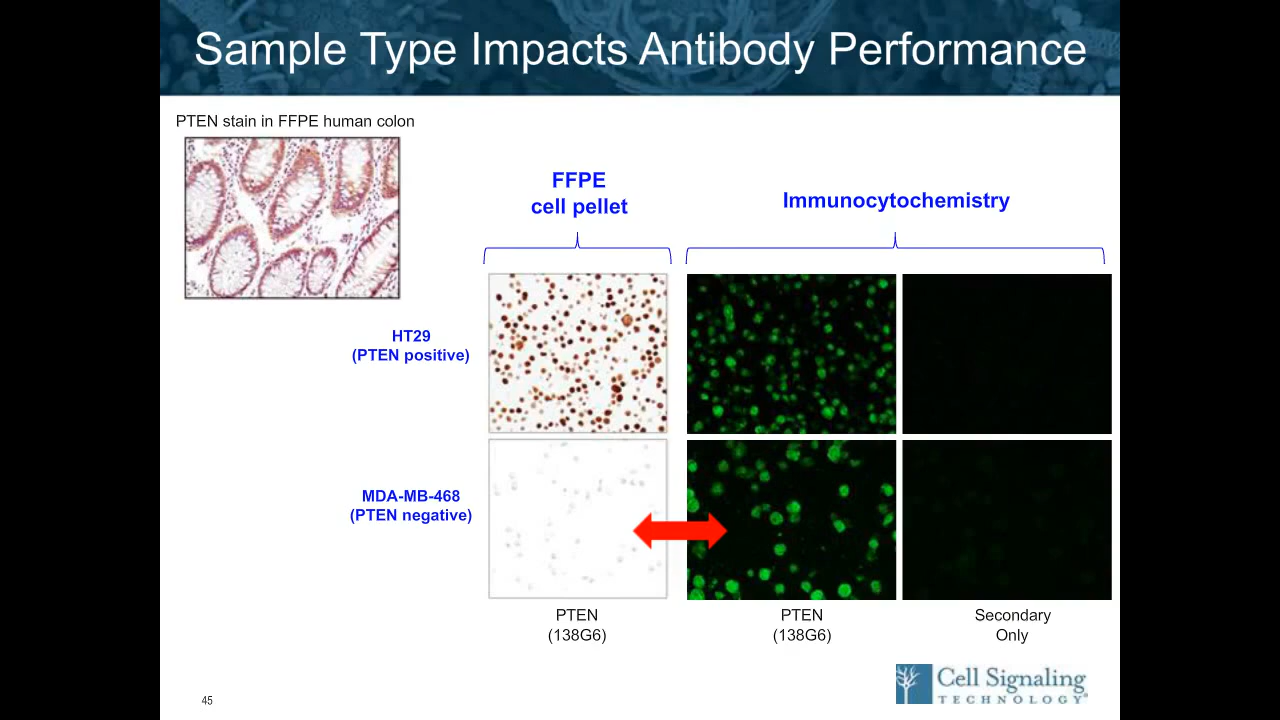 Sample Type Impacts Antibody Performance
PTEN stain in FFPE human colon
FFPE
cell pellet
Immunocytochemistry
HT29
(PTEN positive)
MDA-MB-468
(PTEN negative)
PTEN
(138G6)
PTEN
(138G6)
Secondary
Only
45
Cell Signaling
TECHNOLOGY®